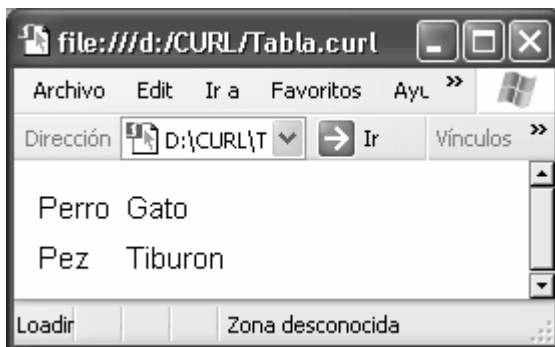 file:///d:/CURL/Tabla.curl
Archivo Edit Ir a Favoritos Ayu »
Dirección D:\CURL\T Ir Vínculos »
Perro Gato
Pez Tiburon
Loadin Zona desconocida